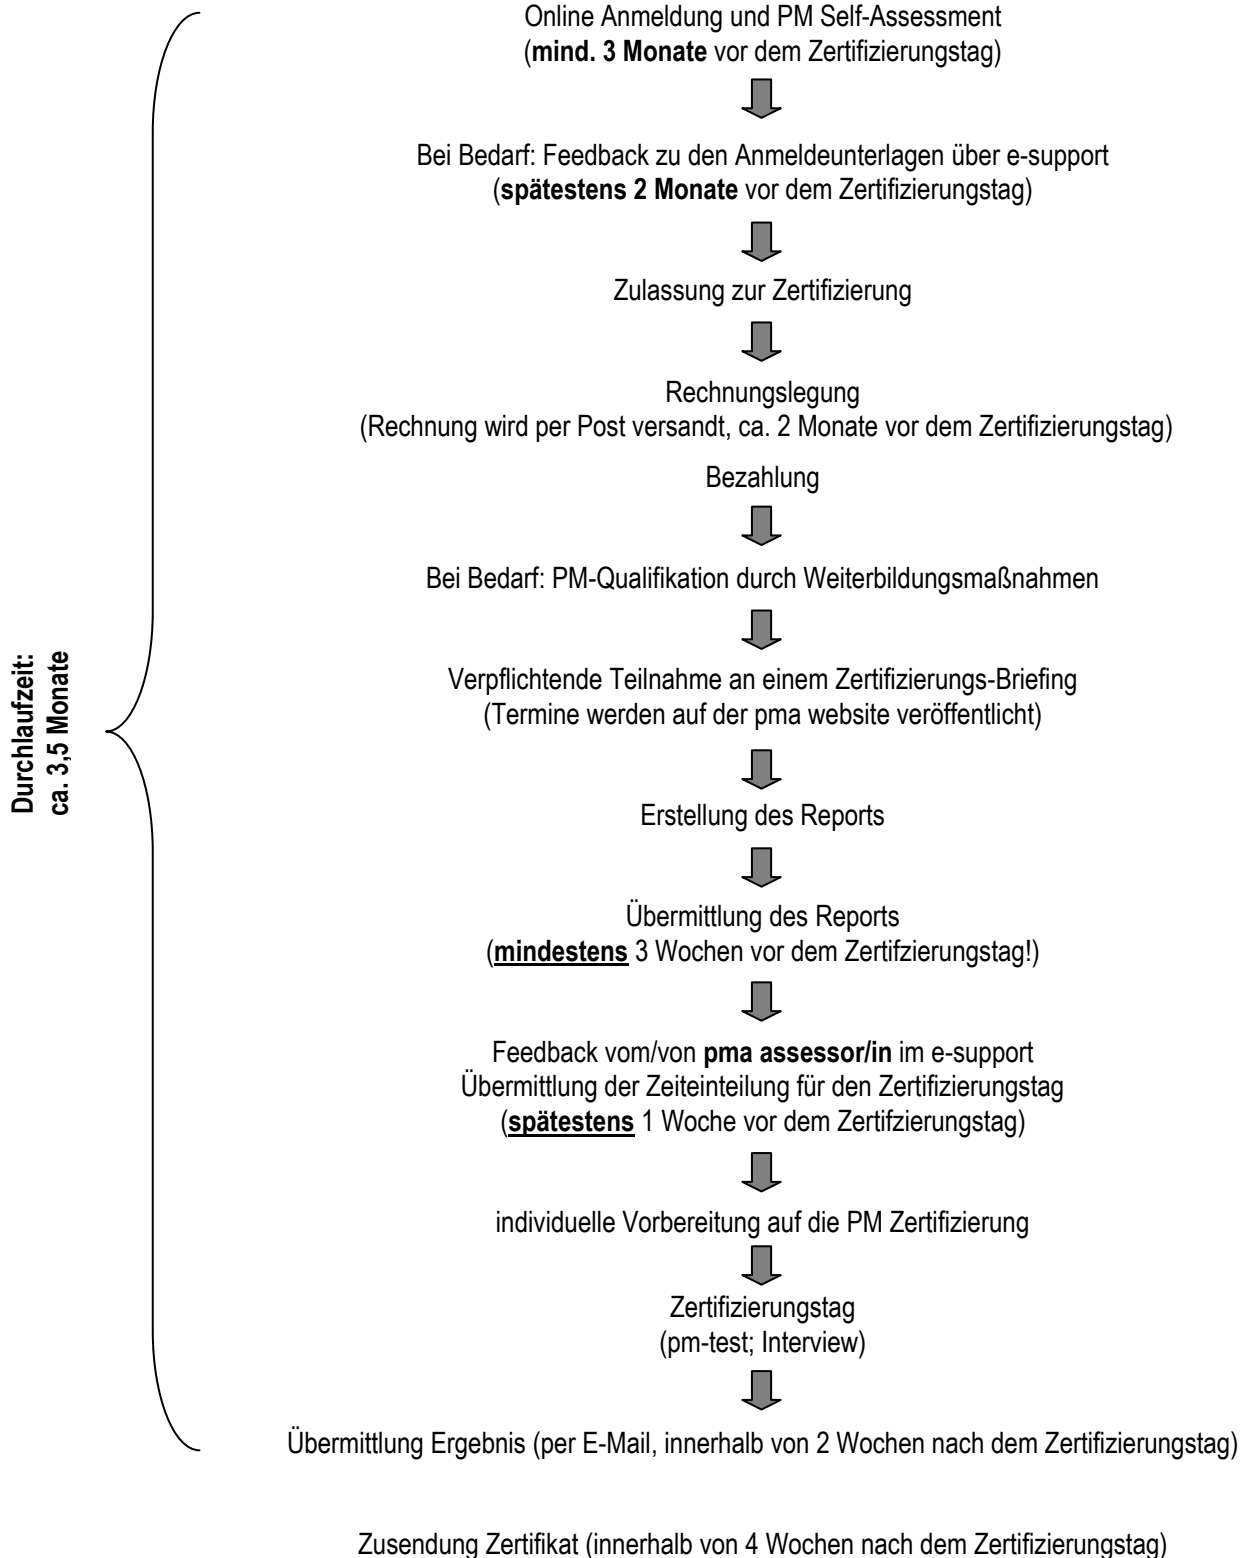 Online Anmeldung und PM Self-Assessment
(mind. 3 Monate vor dem Zertifizierungstag)
Bei Bedarf: Feedback zu den Anmeldeunterlagen über e-support
(spätestens 2 Monate vor dem Zertifizierungstag)
Zulassung zur Zertifizierung
Rechnungslegung
(Rechnung wird per Post versandt, ca. 2 Monate vor dem Zertifizierungstag)
Bezahlung
Bei Bedarf: PM-Qualifikation durch Weiterbildungsmaßnahmen
Durchlaufzeit:
ca. 3,5 Monate
Verpflichtende Teilnahme an einem Zertifizierungs-Briefing
(Termine werden auf der pma website veröffentlicht)
Erstellung des Reports
Übermittlung des Reports
(mindestens 3 Wochen vor dem Zertifzierungstag!)
Feedback vom/von pma assessor/in im e-support
Übermittlung der Zeiteinteilung für den Zertifizierungstag
(spätestens 1 Woche vor dem Zertifzierungstag)
individuelle Vorbereitung auf die PM Zertifizierung
Zertifizierungstag
(pm-test; Interview)
Übermittlung Ergebnis (per E-Mail, innerhalb von 2 Wochen nach dem Zertifizierungstag)
Zusendung Zertifikat (innerhalb von 4 Wochen nach dem Zertifizierungstag)